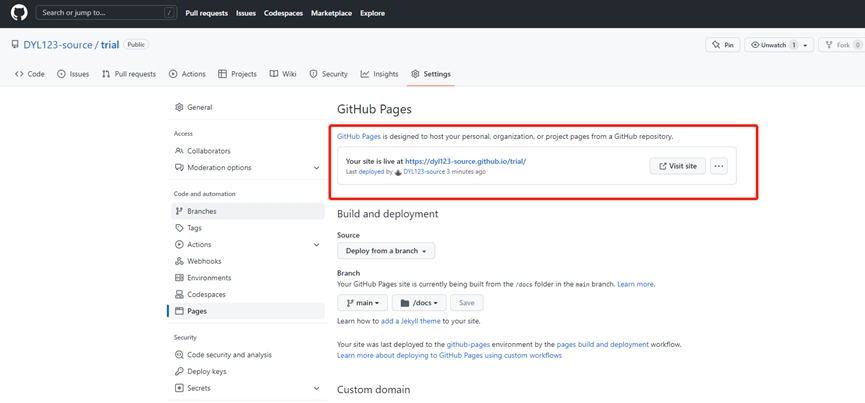 Search or jump to... / Pull requests Issues Codespaces Marketplace Explore
DYL123-source / trial Public Pin Unwatch 1 Fork 0
Code Issues Pull requests Actions Projects Wiki Security Insights Settings
General
Access
Collaborators
Moderation options
Code and automation
Branches
Tags
Actions
Webhooks
Environments
Codespaces
Pages
Security
Code security and analysis
Deploy keys
Secrets
GitHub Pages
GitHub Pages is designed to host your personal, organization, or project pages from a GitHub repository.
Your site is live at https://dyl123-source.github.io/trial/
Last deployed by DYL123-source 3 minutes ago
Visit site
Build and deployment
Source
Deploy from a branch
Branch
Your GitHub Pages site is currently being built from the /docs folder in the main branch. Learn more.
main /docs Save
Learn how to add a Jekyll theme to your site.
Your site was last deployed to the github-pages environment by the pages build and deployment workflow.
Learn more about deploying to GitHub Pages using custom workflows
Custom domain